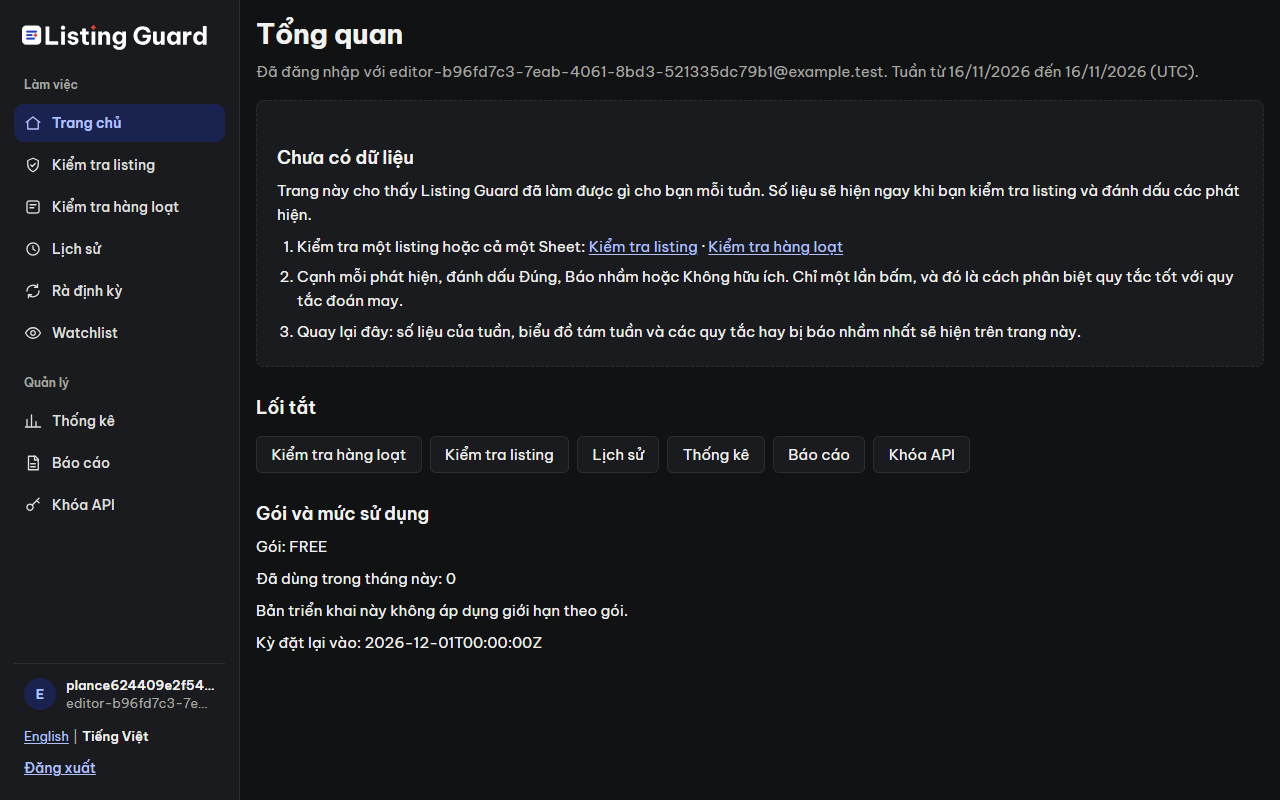 Listing Guard
Làm việc
Trang chủ
Kiểm tra listing
Kiểm tra hàng loạt
Lịch sử
Rà định kỳ
Watchlist
Quản lý
Thống kê
Báo cáo
Khóa API
E
plance624409e2f54...
editor-b96fd7c3-7e...
English | Tiếng Việt
Đăng xuất
Tổng quan
Đã đăng nhập với editor-b96fd7c3-7eab-4061-8bd3-521335dc79b1@example.test. Tuần từ 16/11/2026 đến 16/11/2026 (UTC).
Chưa có dữ liệu
Trang này cho thấy Listing Guard đã làm được gì cho bạn mỗi tuần. Số liệu sẽ hiện ngay khi bạn kiểm tra listing và đánh dấu các phát
hiện.
1. Kiểm tra một listing hoặc cả một Sheet: Kiểm tra listing · Kiểm tra hàng loạt
2. Cạnh mỗi phát hiện, đánh dấu Đúng, Báo nhầm hoặc Không hữu ích. Chỉ một lần bấm, và đó là cách phân biệt quy tắc tốt với quy
tắc đoán may.
3. Quay lại đây: số liệu của tuần, biểu đồ tám tuần và các quy tắc hay bị báo nhầm nhất sẽ hiện trên trang này.
Lối tắt
Kiểm tra hàng loạt
Kiểm tra listing
Lịch sử
Thống kê
Báo cáo
Khóa API
Gói và mức sử dụng
Gói: FREE
Đã dùng trong tháng này: 0
Bản triển khai này không áp dụng giới hạn theo gói.
Kỳ đặt lại vào: 2026-12-01T00:00:00Z